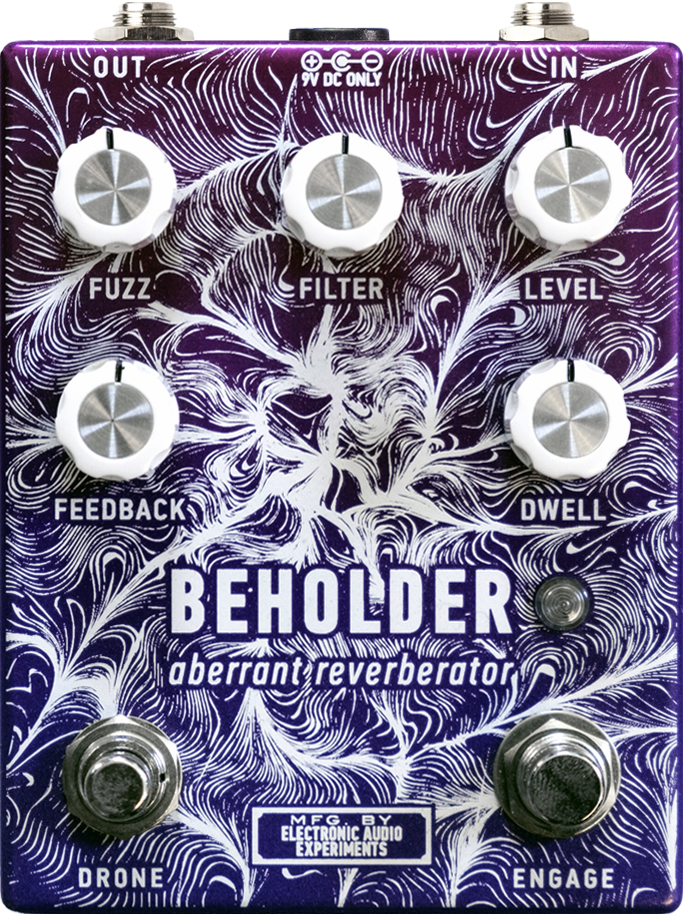 OUT
IN
9V DC ONLY
FUZZ
FILTER
LEVEL
FEEDBACK
DWELL
BEHOLDER
aberrant reverberator
MFG. BY
ELECTRONIC AUDIO
EXPERIMENTS
DRONE
ENGAGE